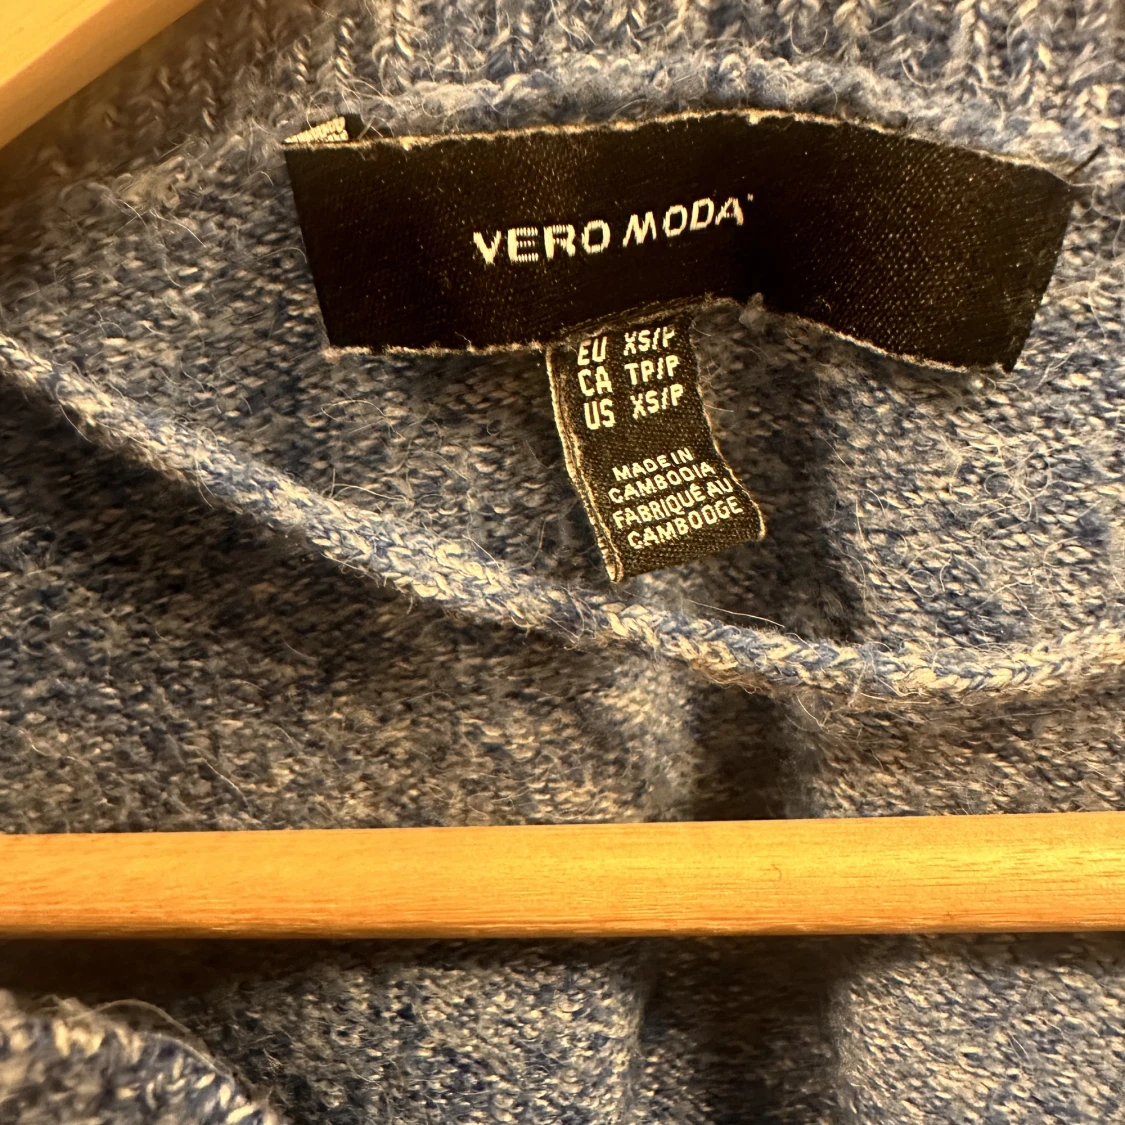 VERO MODA
EU XS/P
CA TP/P
US XS/P
MADE IN
CAMBODIA
FABRIQUÉ AU
CAMBODGE